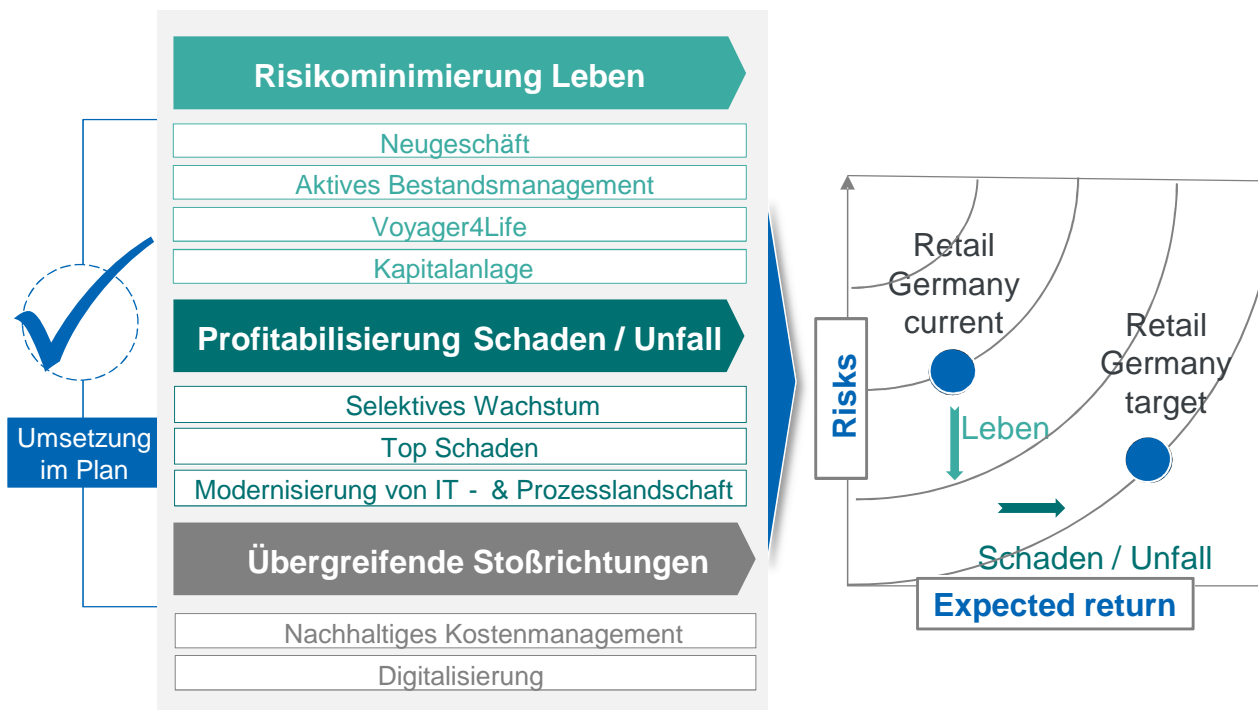 Risikominimierung Leben
Neugeschäft
Aktives Bestandsmanagement
Voyager4Life
Kapitalanlage
Profitabilisierung Schaden / Unfall
Selektives Wachstum
Top Schaden
Modernisierung von IT - & Prozesslandschaft
Übergreifende Stoßrichtungen
Nachhaltiges Kostenmanagement
Digitalisierung
Umsetzung
im Plan
Retail
Germany
current
Retail
Germany
target
Risks
Leben
Schaden / Unfall
Expected return